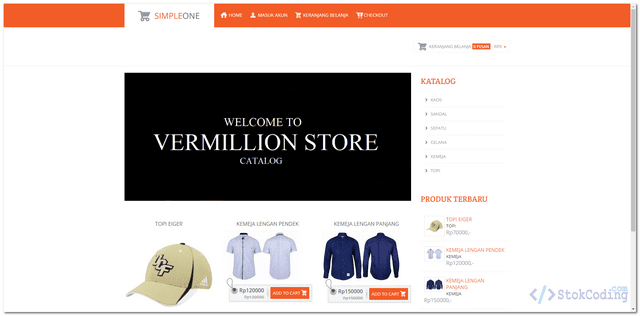 SIMPLEONE
HOME
MASUK AKUN
KERANJANG BELANJA
CHECKOUT
KERANJANG BELANJA 0 PESAN
WELCOME TO
VERMILLION STORE
CATALOG
KATALOG
KAOS
SANDAL
SEPATU
CELANA
KEMEJA
TOPI
PRODUK TERBARU
TOPI EIGER
TOPI
Rp70000,-
KEMEJA LENGAN PENDEK
KEMEJA
Rp120000,-
KEMEJA LENGAN
PANJANG
KEMEJA
Rp150000,-
TOPI EIGER
KEMEJA LENGAN PENDEK
KEMEJA LENGAN PANJANG
Rp120000
ADD TO CART
Rp150000
ADD TO CART
adidas
</> StokCoding.com